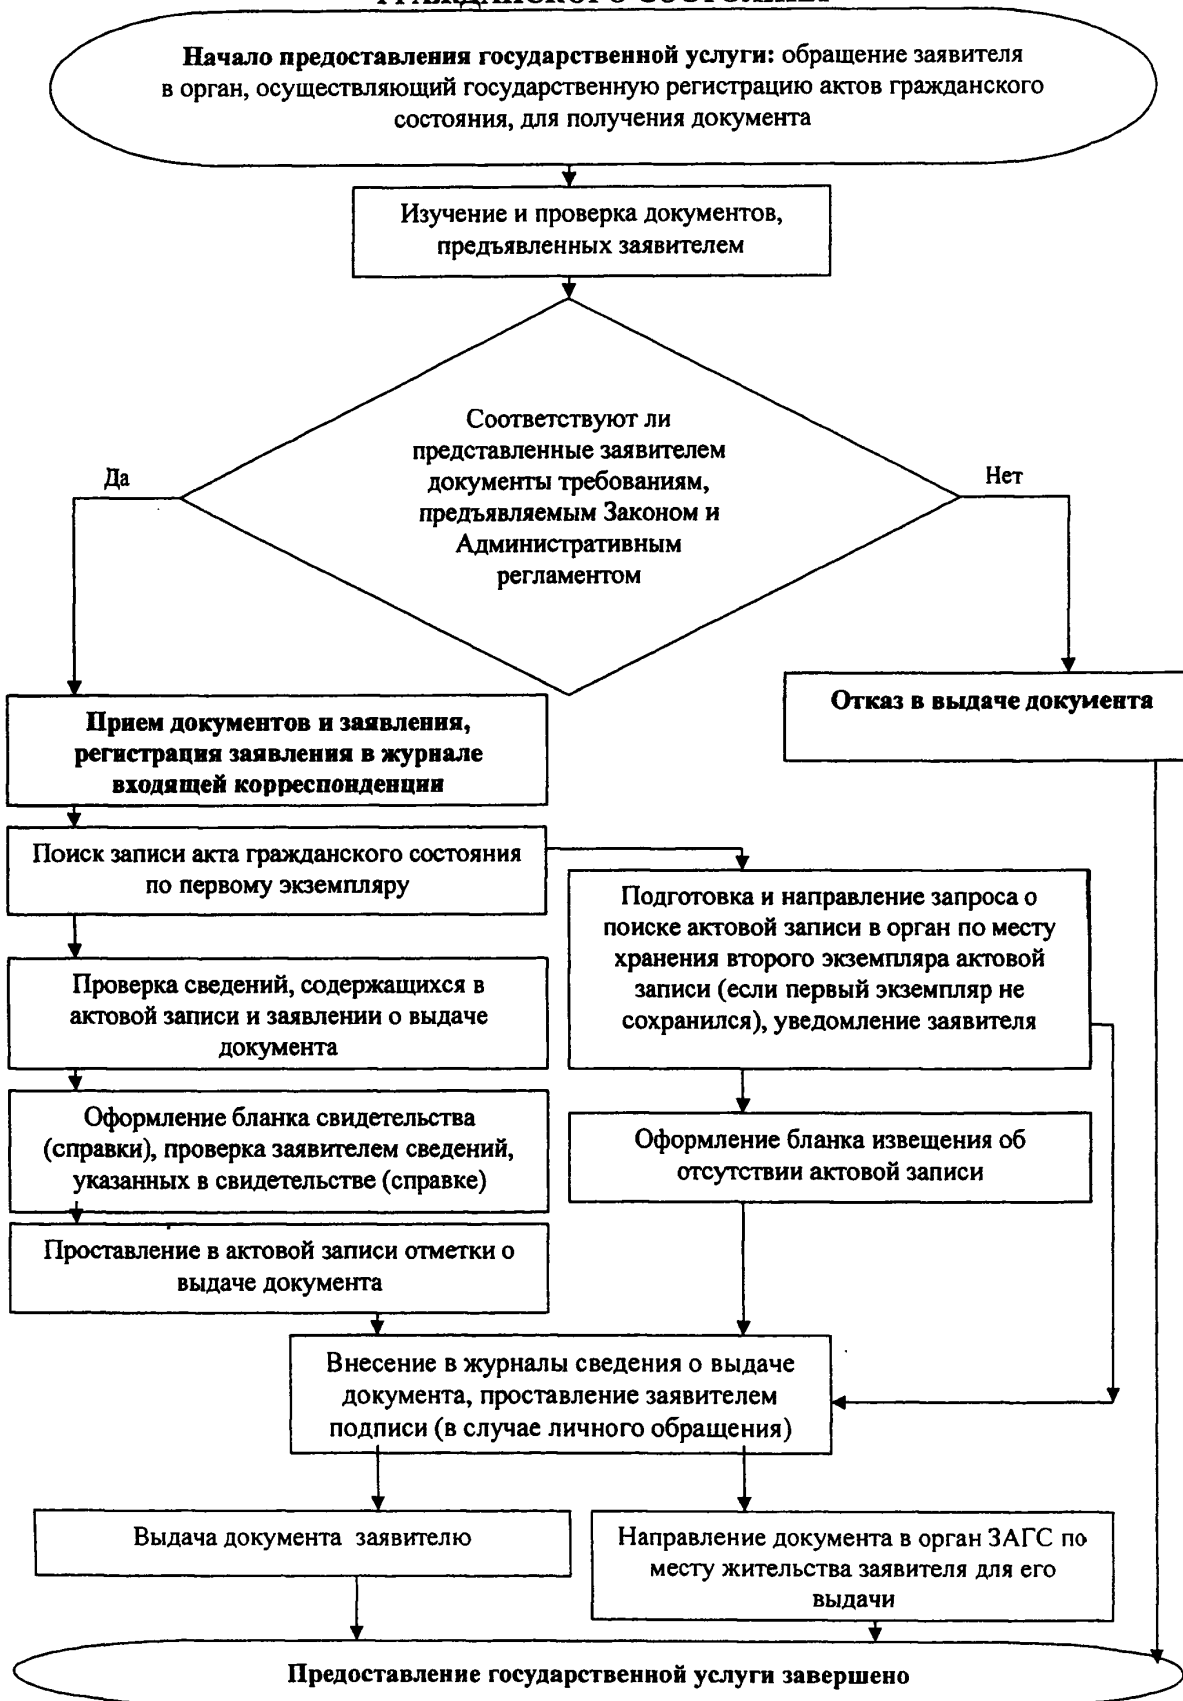 Начало предоставления государственной услуги: обращение заявителя
в орган, осуществляющий государственную регистрацию актов гражданского
состояния, для получения документа
Изучение и проверка документов,
предъявленных заявителем
Соответствуют ли
представленные заявителем
документы требованиям,
предъявляемым Законом и
Административным
регламентом
Да
Нет
Отказ в выдаче документа
Прием документов и заявления,
регистрация заявления в журнале
входящей корреспонденции
Поиск записи акта гражданского состояния
по первому экземпляру
Подготовка и направление запроса о
поиске актовой записи в орган по месту
хранения второго экземпляра актовой
записи (если первый экземпляр не
сохранился), уведомление заявителя
Проверка сведений, содержащихся в
актовой записи и заявлении о выдаче
документа
Оформление бланка свидетельства
(справки), проверка заявителем сведений,
указанных в свидетельстве (справке)
Оформление бланка извещения об
отсутствии актовой записи
Проставление в актовой записи отметки о
выдаче документа
Внесение в журналы сведения о выдаче
документа, проставление заявителем
подписи (в случае личного обращения)
Выдача документа заявителю
Направление документа в орган ЗАГС по
месту жительства заявителя для его
выдачи
Предоставление государственной услуги завершено